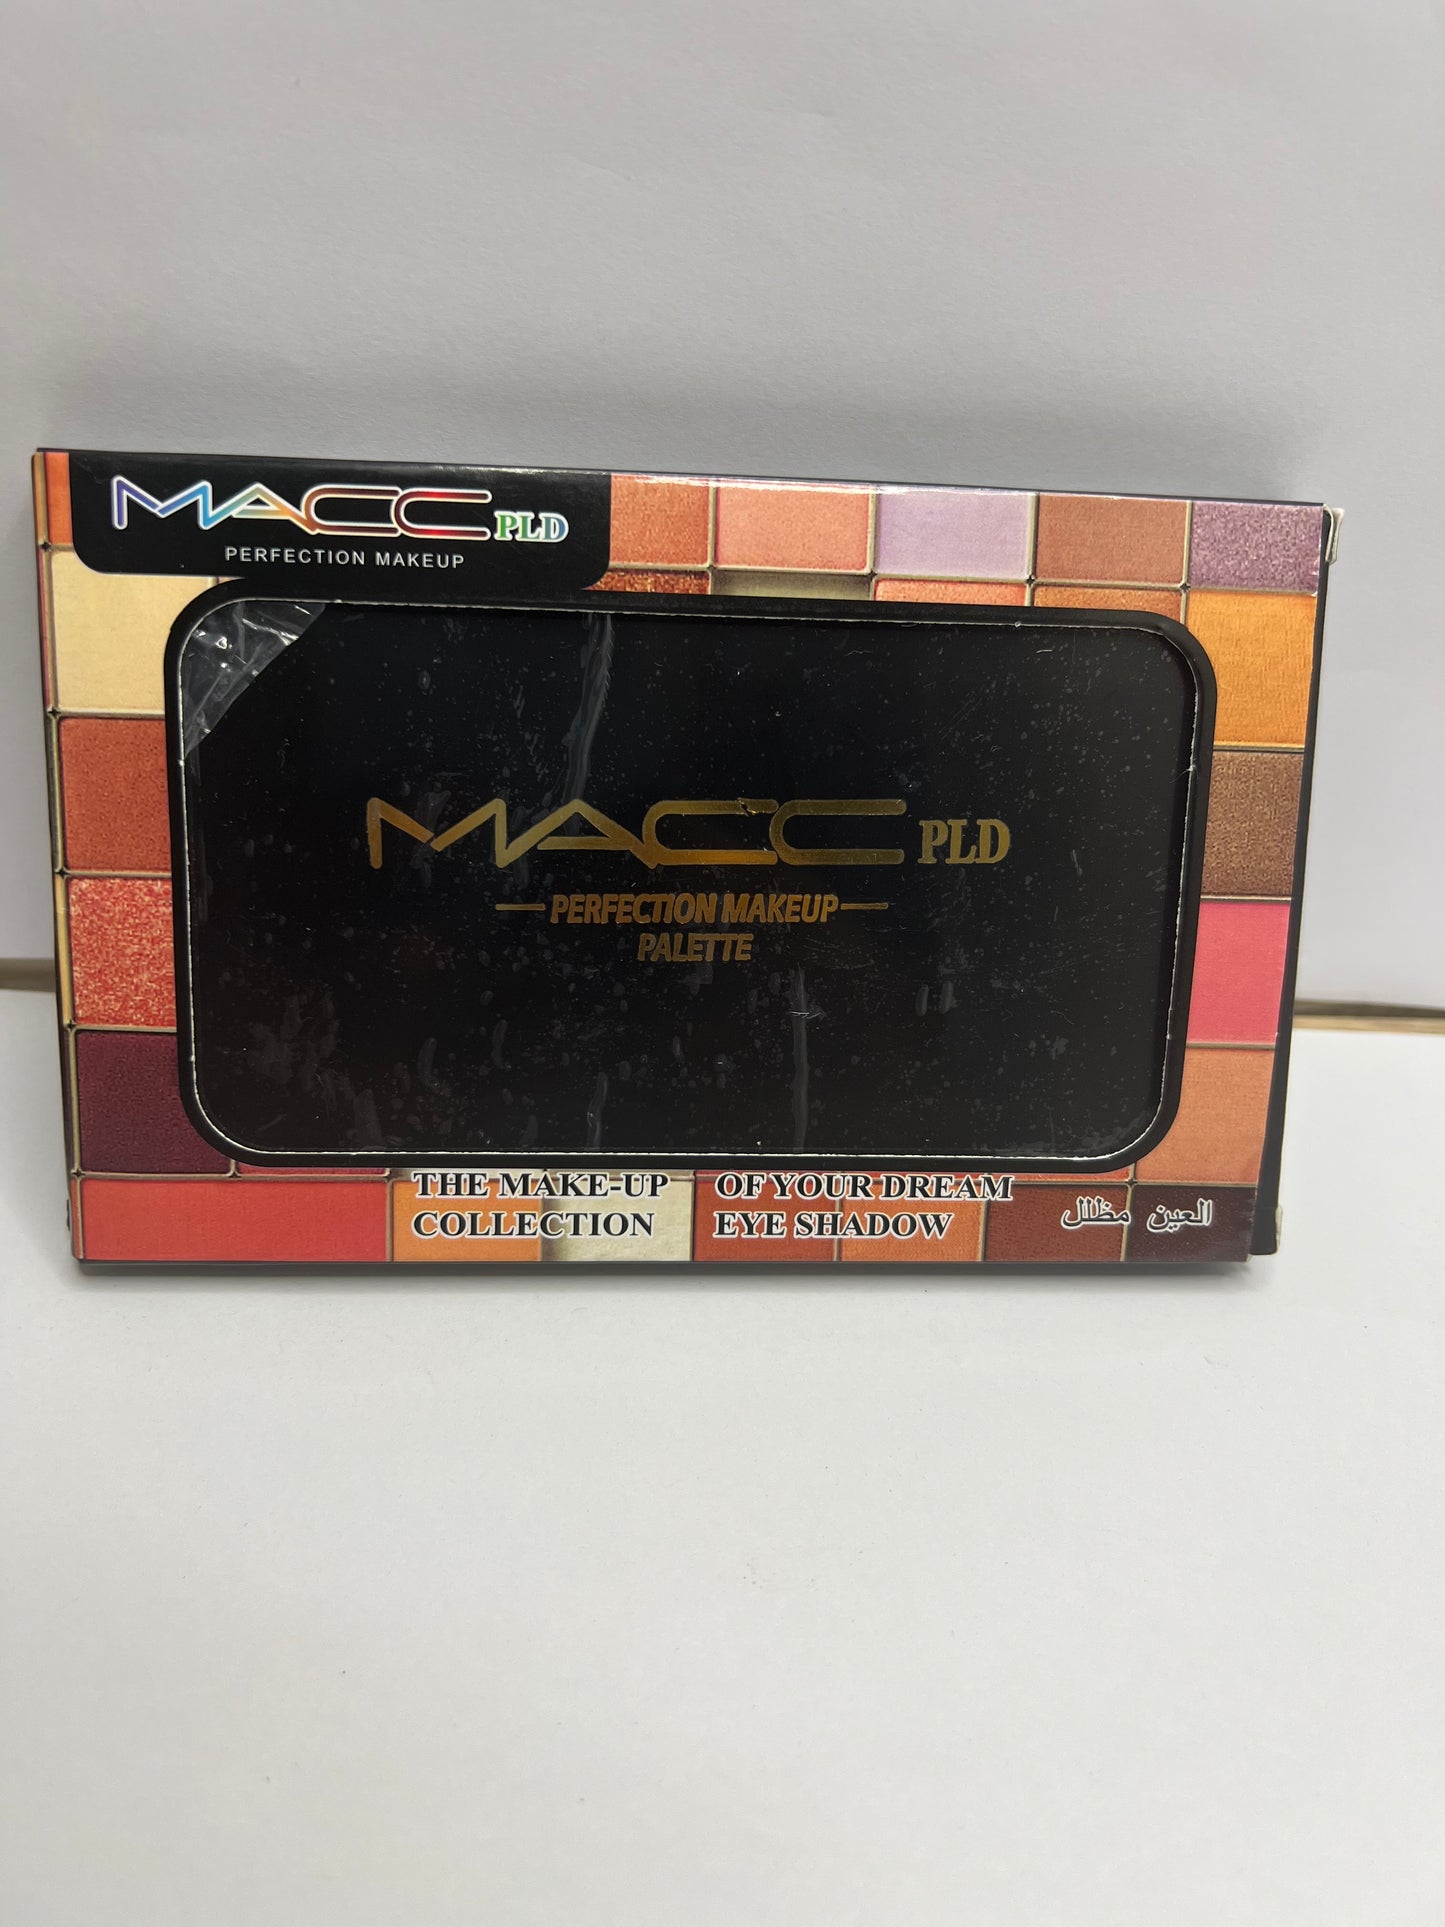 MACC PLD
PERFECTION MAKEUP
MACC PLD
PERFECTION MAKEUP
PALETTE
THE MAKE-UP OF YOUR DREAM
COLLECTION EYE SHADOW
العين مظلل